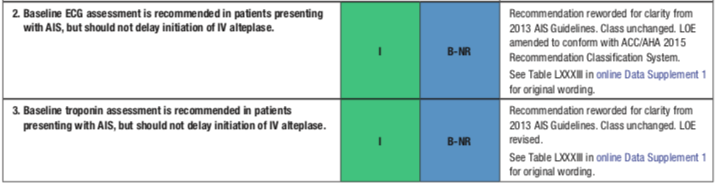 2. Baseline ECG assessment is recommended in patients presenting
with AIS, but should not delay initiation of IV alteplase.
I
B-NR
Recommendation reworded for clarity from
2013 AIS Guidelines. Class unchanged. LOE
amended to conform with ACC/AHA 2015
Recommendation Classification System.
See Table LXXXIII in online Data Supplement 1
for original wording.
3. Baseline troponin assessment is recommended in patients
presenting with AIS, but should not delay initiation of IV alteplase.
I
B-NR
Recommendation reworded for clarity from
2013 AIS Guidelines. Class unchanged. LOE
revised.
See Table LXXXIII in online Data Supplement 1
for original wording.